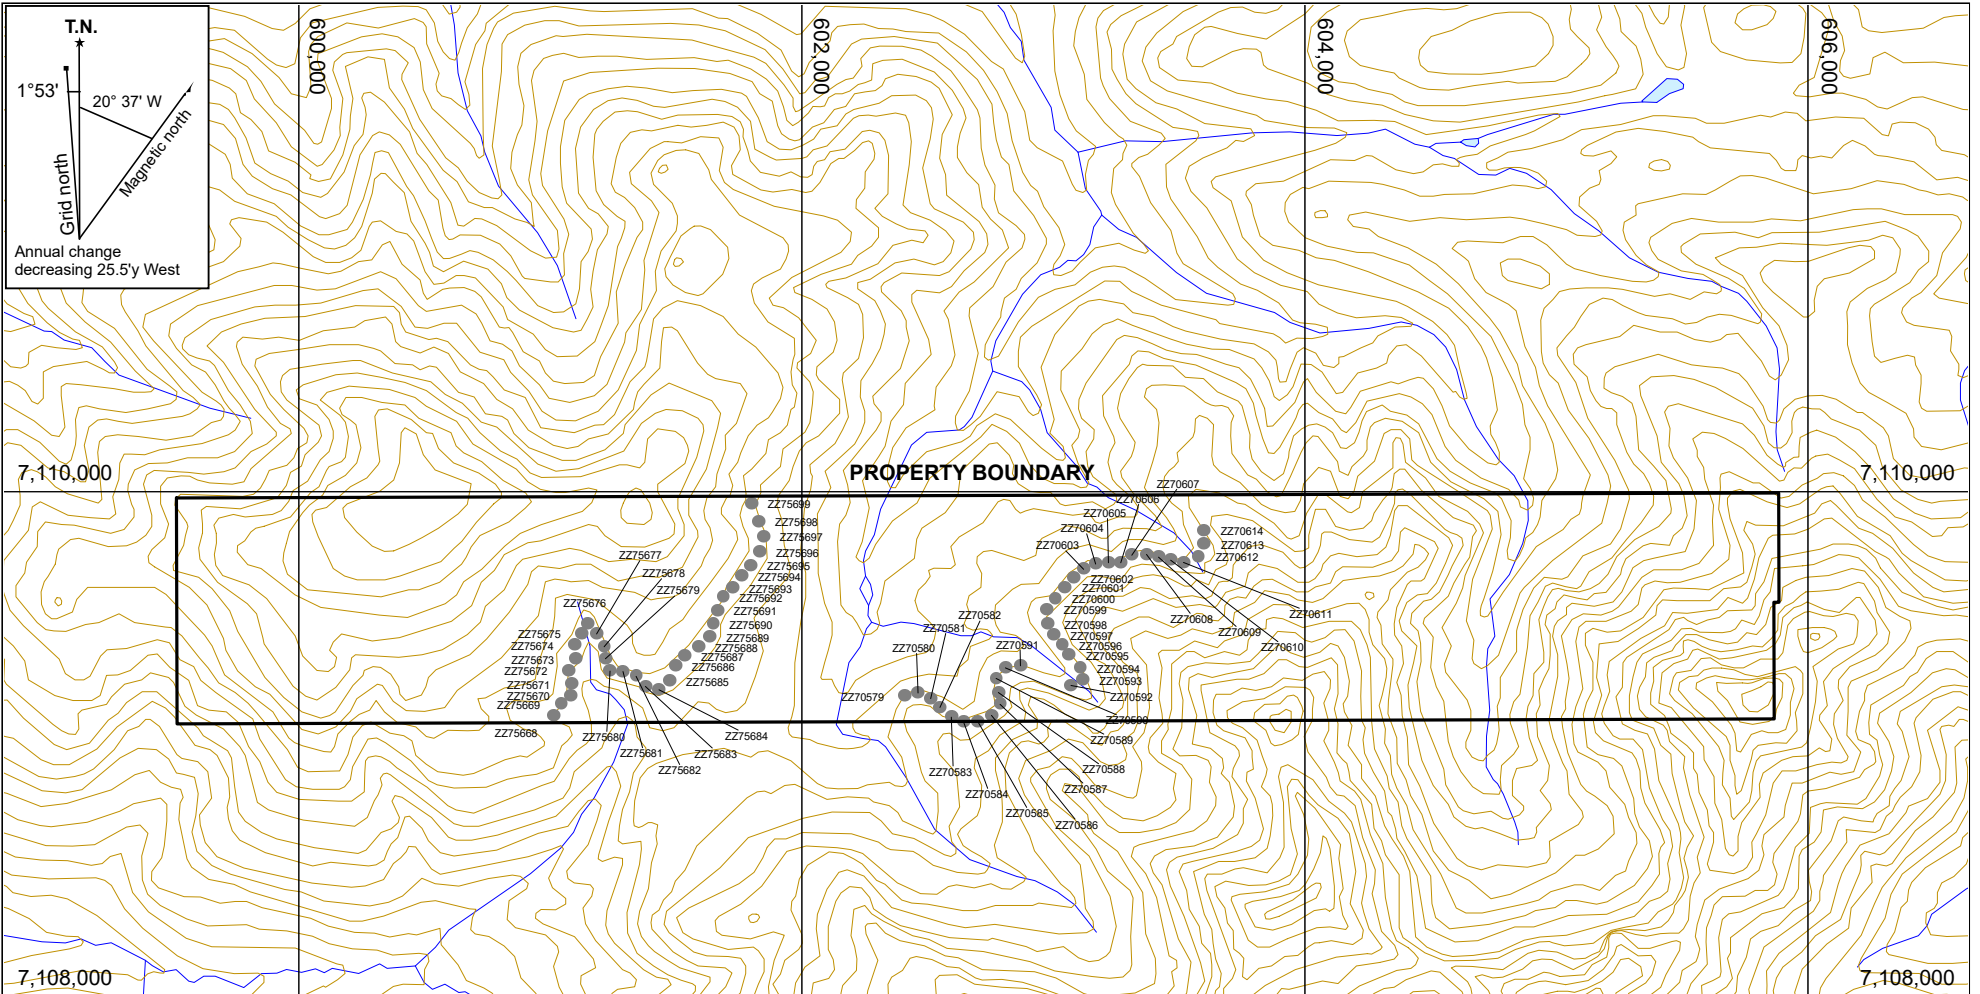 T.N.
1°53'
20° 37' W
Grid north
Magnetic north
Annual change
decreasing 25.5'y West
600,000
602,000
604,000
606,000
7,110,000
PROPERTY BOUNDARY
7,110,000
ZZ75699
ZZ75698
ZZ75697
ZZ75696
ZZ75695
ZZ75694
ZZ75693
ZZ75692
ZZ75691
ZZ75690
ZZ75689
ZZ75688
ZZ75687
ZZ75686
ZZ75685
ZZ75677
ZZ75678
ZZ75679
ZZ75676
ZZ75675
ZZ75674
ZZ75673
ZZ75672
ZZ75671
ZZ75670
ZZ75669
ZZ75668
ZZ75680
ZZ75681
ZZ75682
ZZ75683
ZZ75684
ZZ70607
ZZ70606
ZZ70605
ZZ70604
ZZ70603
ZZ70614
ZZ70613
ZZ70612
ZZ70602
ZZ70601
ZZ70600
ZZ70599
ZZ70598
ZZ70597
ZZ70596
ZZ70595
ZZ70594
ZZ70593
ZZ70592
ZZ70611
ZZ70608
ZZ70609
ZZ70610
ZZ70582
ZZ70581
ZZ70580
ZZ70591
ZZ70579
ZZ70590
ZZ70589
ZZ70588
ZZ70587
ZZ70583
ZZ70584
ZZ70585
ZZ70586
7,108,000
7,108,000